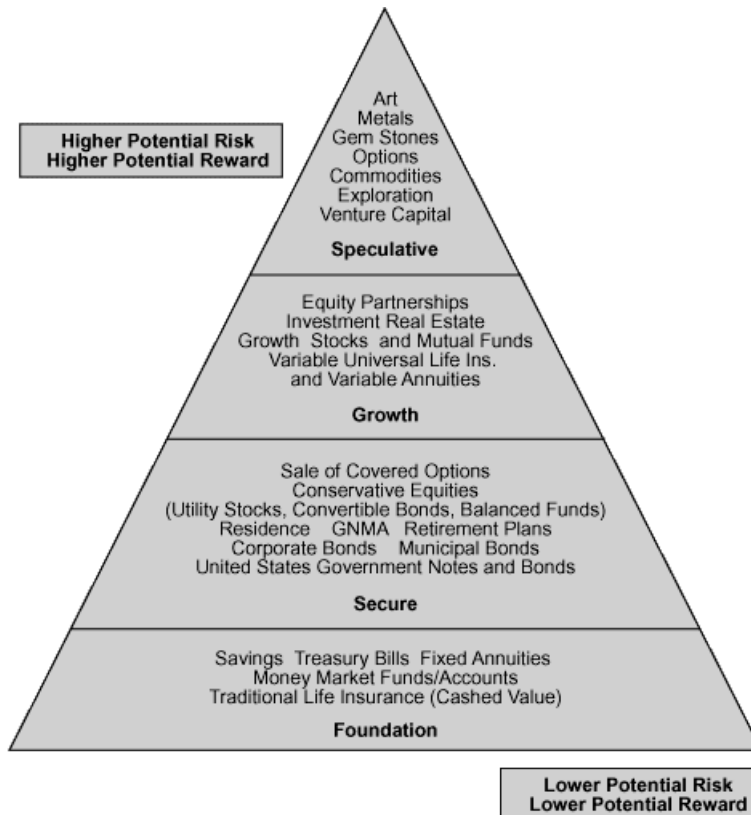 Art
Metals
Higher Potential Risk
Higher Potential Reward
Gem Stones
Options
Commodities
Exploration
Venture Capital
Speculative
Equity Partnerships
Investment Real Estate
Growth Stocks and Mutual Funds
Variable Universal Life Ins.
and Variable Annuities
Growth
Sale of Covered Options
Conservative Equities
(Utility Stocks, Convertible Bonds, Balanced Funds)
Residence GNMA Retirement Plans
Corporate Bonds Municipal Bonds
United States Government Notes and Bonds
Secure
Savings Treasury Bills Fixed Annuities
Money Market Funds/Accounts
Traditional Life Insurance (Cashed Value)
Foundation
Lower Potential Risk
Lower Potential Reward